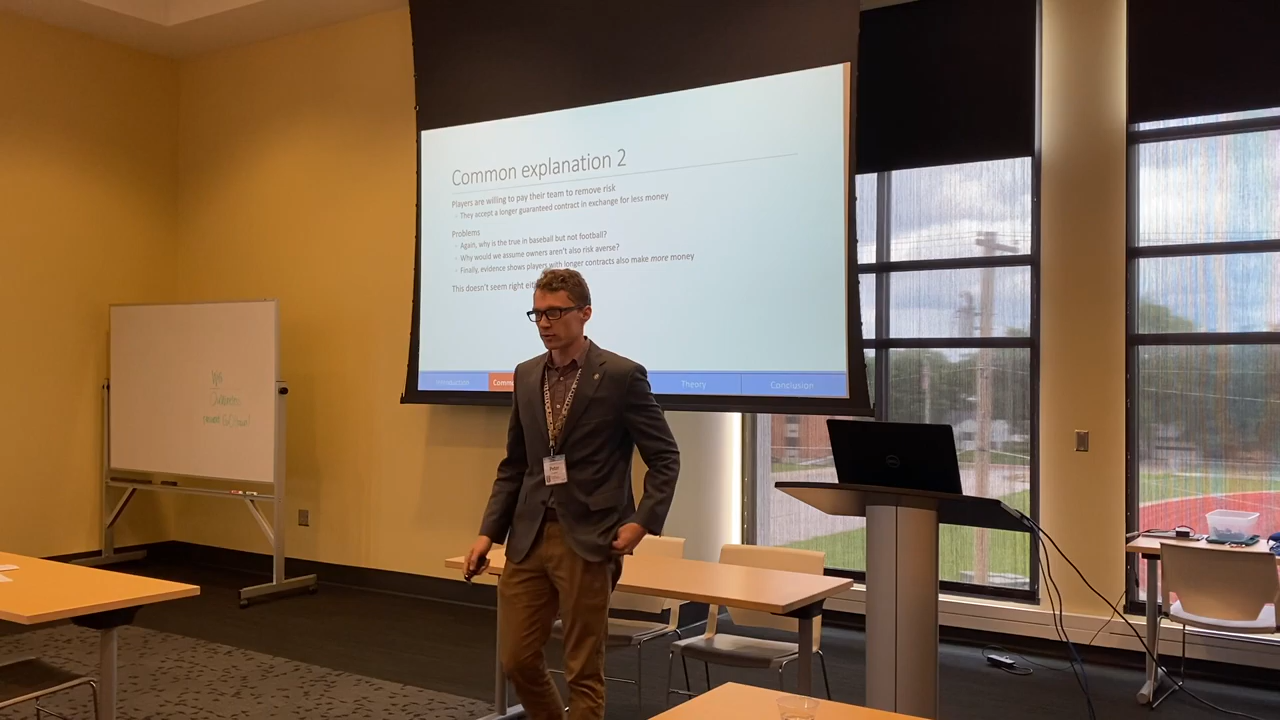 Common explanation 2
Players are willing to pay their team to remove risk
They accept a longer guaranteed contract in exchange for less money
Problems
Again, why is the true in baseball but not football?
Why would we assume owners aren't also risk averse?
Finally, evidence shows players with longer contracts also make more money
This doesn't seem right
Introduction Theory Conclusion
Peter
DELL